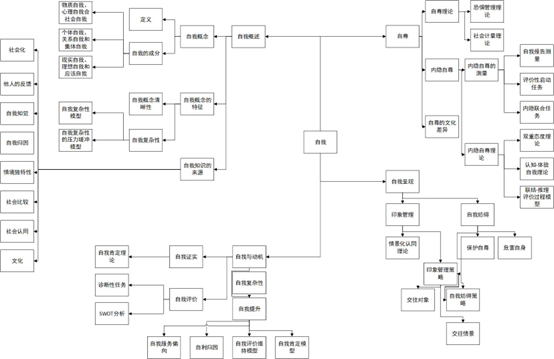 物质自我、
心理自我合
社会自我
定义
个体自我、
关系自我和
集体自我
自我的成分
现实自我、
理想自我和
应该自我
自我概念
自我概述
自我复杂性
模型
自我概念清
晰性
自我概念的
特征
自我复杂性
的压力缓冲
模型
自我复杂性
自我知识的
来源
社会化
他人的反馈
自我知觉
自我归因
情境独特性
社会比较
社会认同
文化
自我
自尊
自尊理论
恐惧管理理
论
社会计量理
论
内隐自尊
内隐自尊的
测量
自我报告测
量
评价性启动
任务
内隐联合任
务
自尊的文化
差异
内隐自尊理
论
双重态度理
论
认知-体验
自我理论
联结-推理
评价过程模型
自我呈现
印象管理
自我妨碍
情景化认同
理论
保护自尊
危害自身
印象管理策
略
交往对象
自我妨碍策
略
交往情景
自我与动机
自我证实
自我肯定理
论
自我评价
诊断性任务
SWOT分析
自我复杂性
自我提升
自我服务偏
向
自利归因
自我评价维
持模型
自我肯定模
型